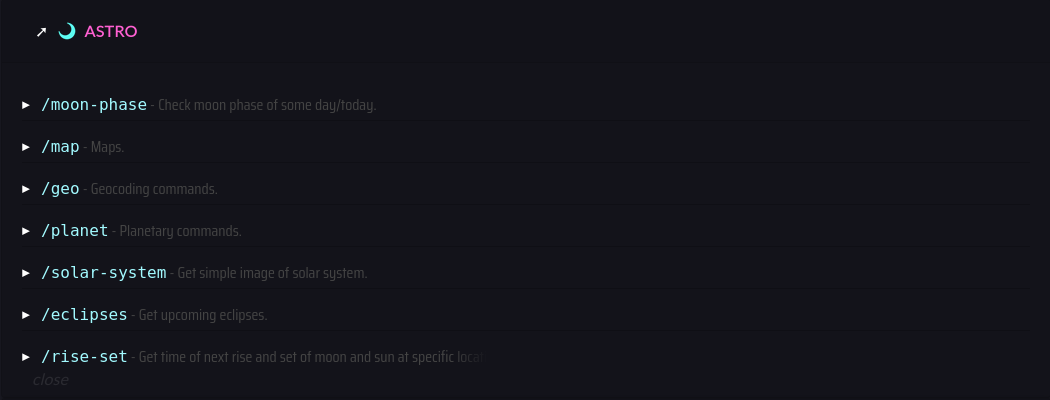 ASTRO
/moon-phase - Check moon phase of some day/today.
/map - Maps.
/geo - Geocoding commands.
/planet - Planetary commands.
/solar-system - Get simple image of solar system.
/eclipses - Get upcoming eclipses.
/rise-set - Get time of next rise and set of moon and sun at specific locat
close